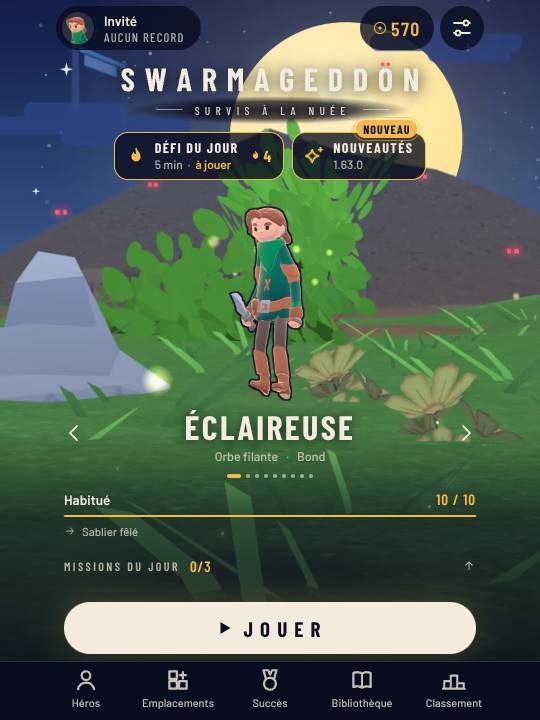 Invité
AUCUN RECORD
570
SWARMAGEDDON
SURVIS À LA NUÉE
NOUVEAU
DÉFI DU JOUR
5 min · à jouer
4
NOUVEAUTÉS
1.63.0
ÉCLAIREUSE
Orbe filante · Bond
Habitué
10 / 10
→ Sablier fêlé
MISSIONS DU JOUR 0/3
JOUER
Héros
Emplacements
Succès
Bibliothèque
Classement